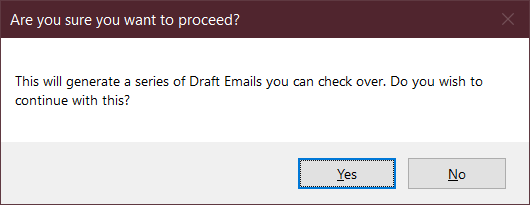 Are you sure you want to proceed?
This will generate a series of Draft Emails you can check over. Do you wish to
continue with this?
Yes
No